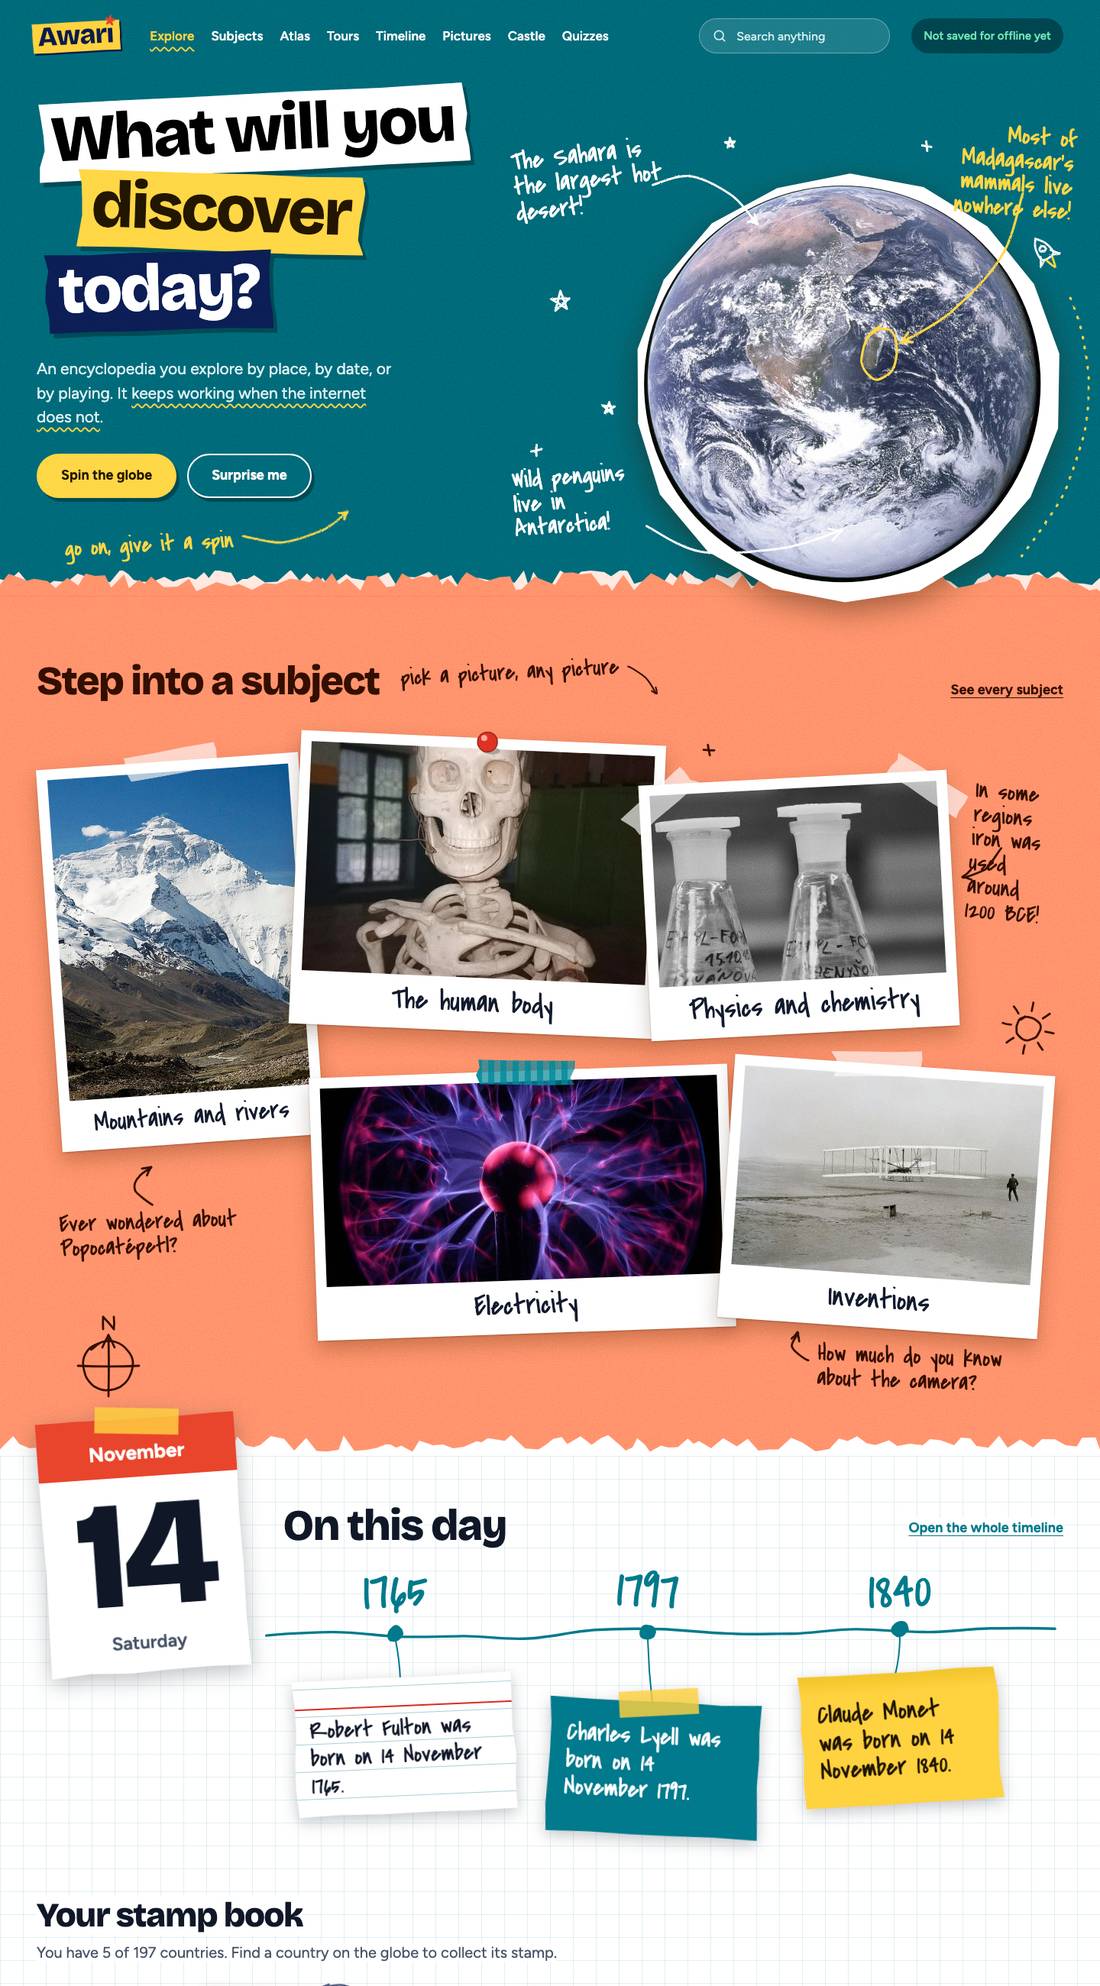 Awari
Explore
Subjects
Atlas
Tours
Timeline
Pictures
Castle
Quizzes
Search anything
Not saved for offline yet
What will you
discover
today?
An encyclopedia you explore by place, by date, or
by playing. It keeps working when the internet
does not.
Spin the globe
Surprise me
go on, give it a spin
The Sahara is
the largest hot
desert!
Most of
Madagascar's
mammals live
nowhere else!
Wild penguins
live in
Antarctica!
Step into a subject
pick a picture, any picture
See every subject
Mountains and rivers
The human body
15.10
Physics and chemistry
In some
regions
iron was
used
around
1200 BCE!
Electricity
Inventions
Ever wondered about
Popocatépetl?
How much do you know
about the camera?
N
November
14
Saturday
On this day
Open the whole timeline
1765
1797
1840
Robert Fulton was
born on 14 November
1765.
Charles Lyell was
born on 14
November 1797.
Claude Monet
was born on 14
November 1840.
Your stamp book
You have 5 of 197 countries. Find a country on the globe to collect its stamp.